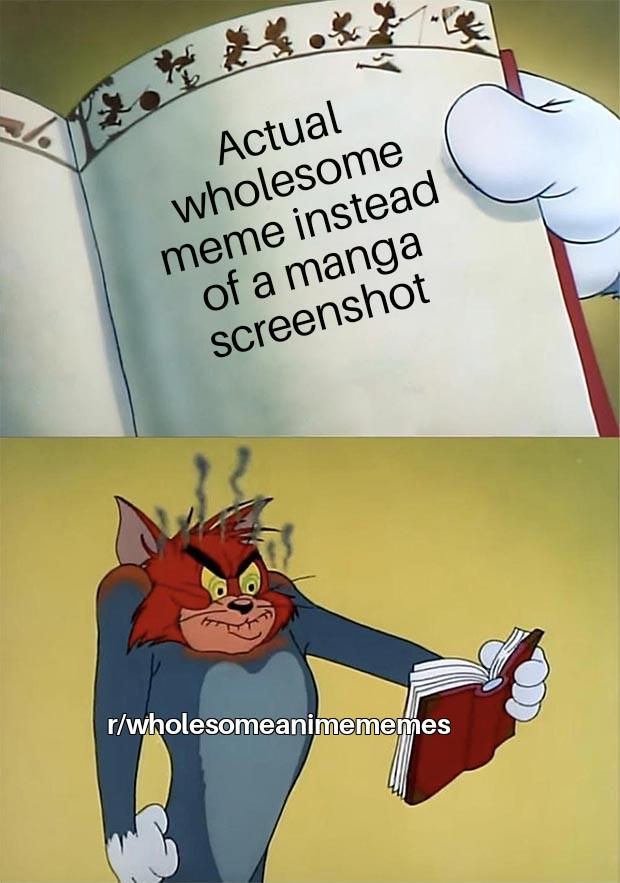 Actual
wholesome
meme instead
of a manga
screenshot
r/wholesomeanimememes